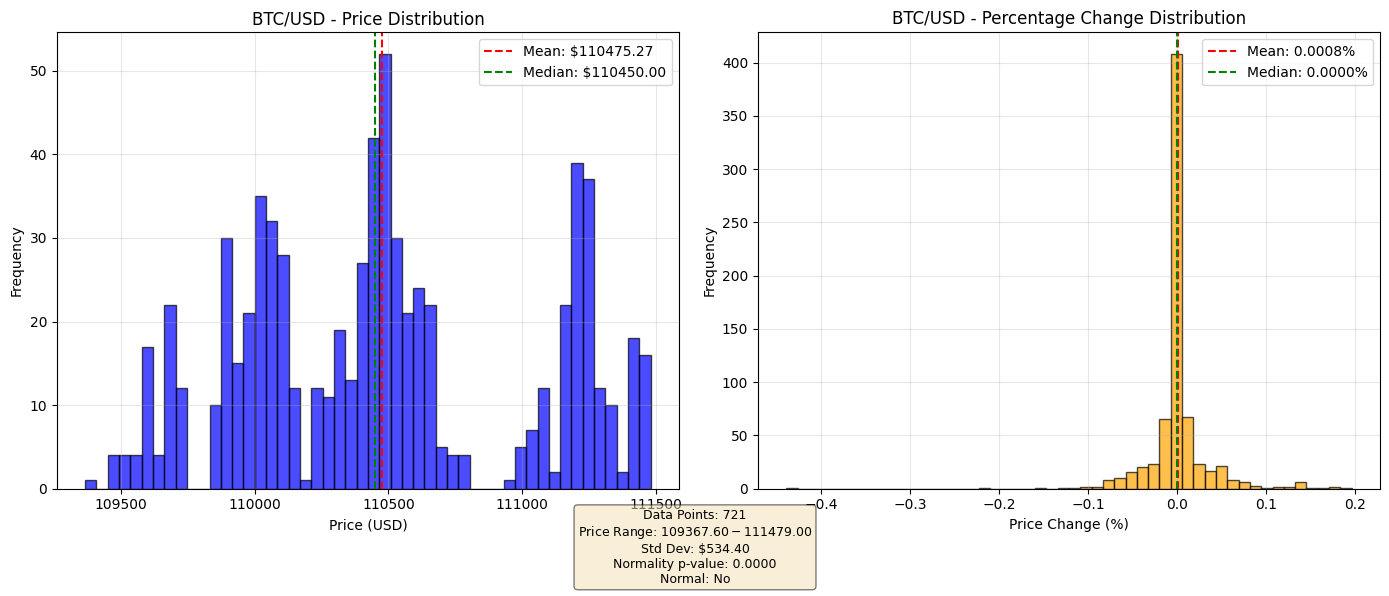 BTC/USD - Price Distribution
Mean: $110475.27
Median: $110450.00
Frequency
50
40
30
20
10
0
109500 110000 110500 111000 111500
Price (USD)
BTC/USD - Percentage Change Distribution
Mean: 0.0008%
Median: 0.0000%
Frequency
400
350
300
250
200
150
100
50
0
−0.4 −0.3 −0.2 −0.1 0.0 0.1 0.2
Price Change (%)
Data Points: 721
Price Range: 109367.60 − 111479.00
Std Dev: $534.40
Normality p-value: 0.0000
Normal: No